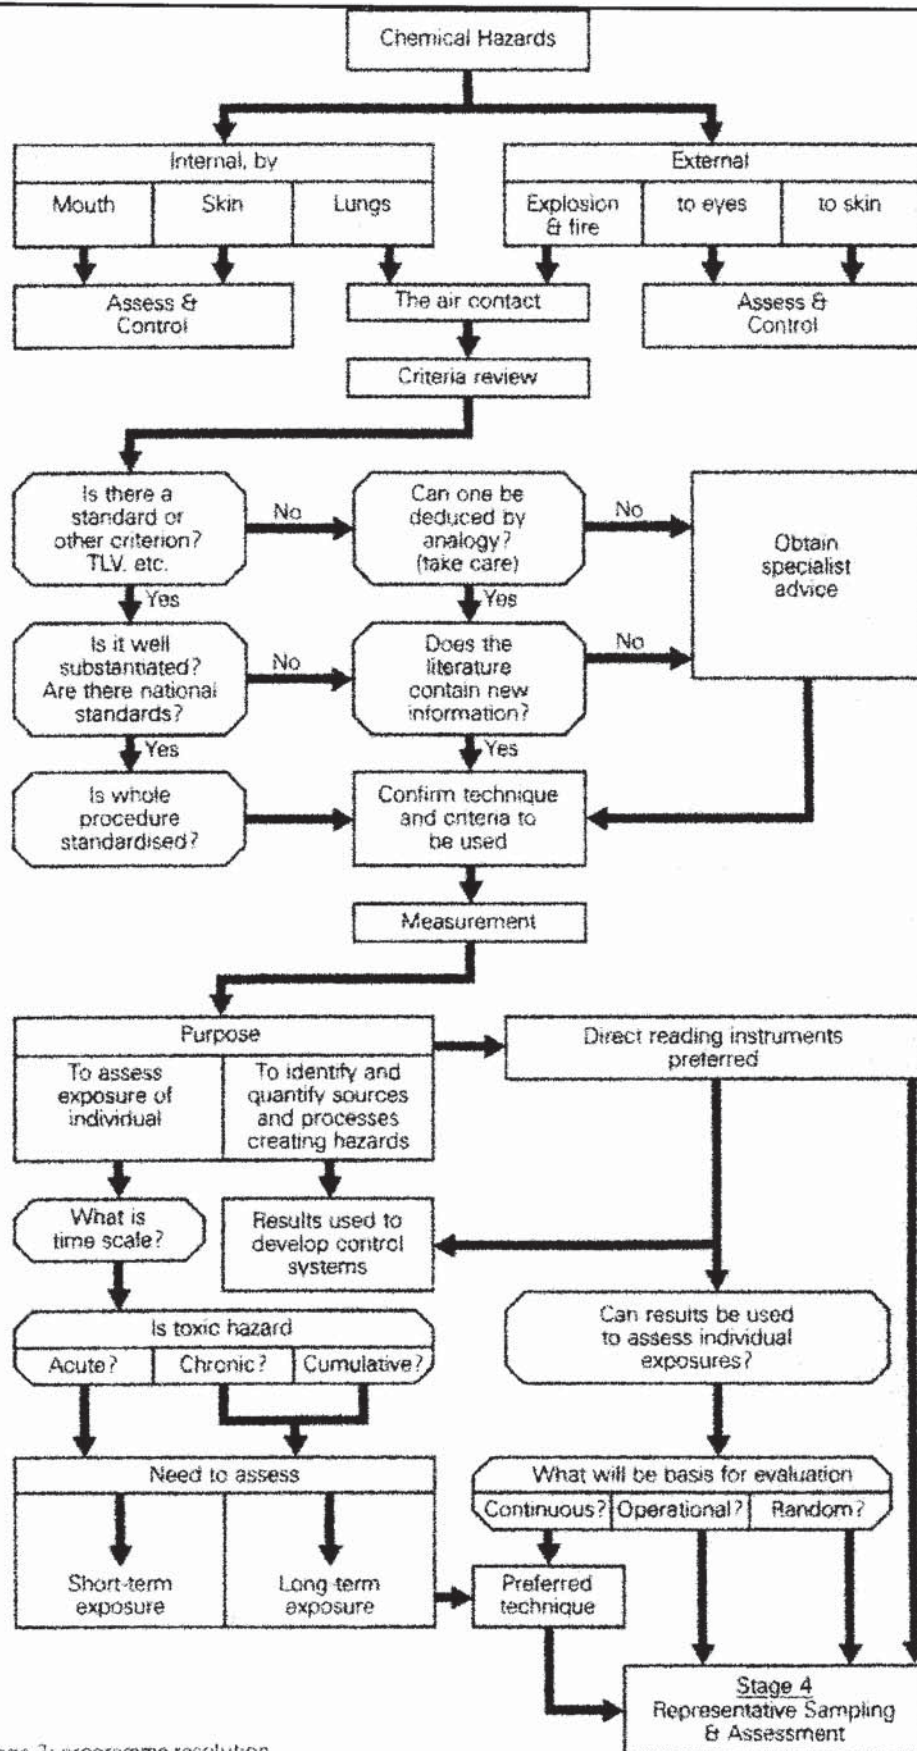 Chemical Hazards
Internal, by
Mouth
Skin
Lungs
External
Explosion
& fire
to eyes
to skin
Assess &
Control
The air contact
Assess &
Control
Criteria review
Is there a
standard or
other criterion?
TLV. etc.
No
Can one be
deduced by
analogy?
(take care)
No
Obtain
specialist
advice
Yes
Yes
Is it well
substantiated?
Are there national
standards?
No
Does the
literature
contain new
information?
No
Yes
Yes
Is whole
procedure
standardised?
Confirm technique
and criteria to
be used
Measurement
Purpose
To assess
exposure of
individual
To identify and
quantify sources
and processes
creating hazards
Direct reading instruments
preferred
What is
time scale?
Results used to
develop control
systems
Can results be used
to assess individual
exposures?
Is toxic hazard
Acute?
Chronic?
Cumulative?
Need to assess
Short-term
exposure
Long-term
exposure
What will be basis for evaluation
Continuous?
Operational?
Random?
Preferred
technique
Stage 4
Representative Sampling
& Assessment
programme resolution